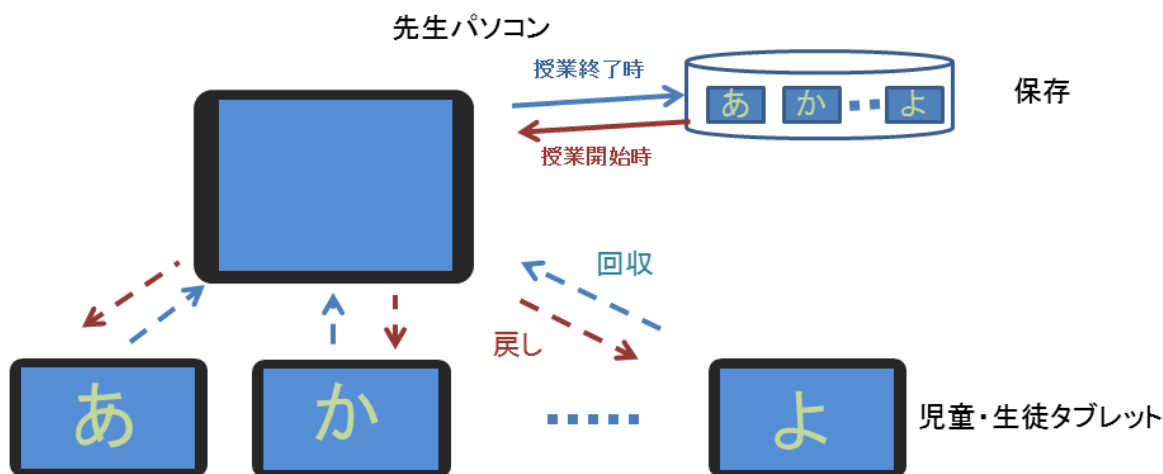 先生パソコン
授業終了時
あ か よ
保存
授業開始時
回収
戻し
あ か よ
児童・生徒タブレット